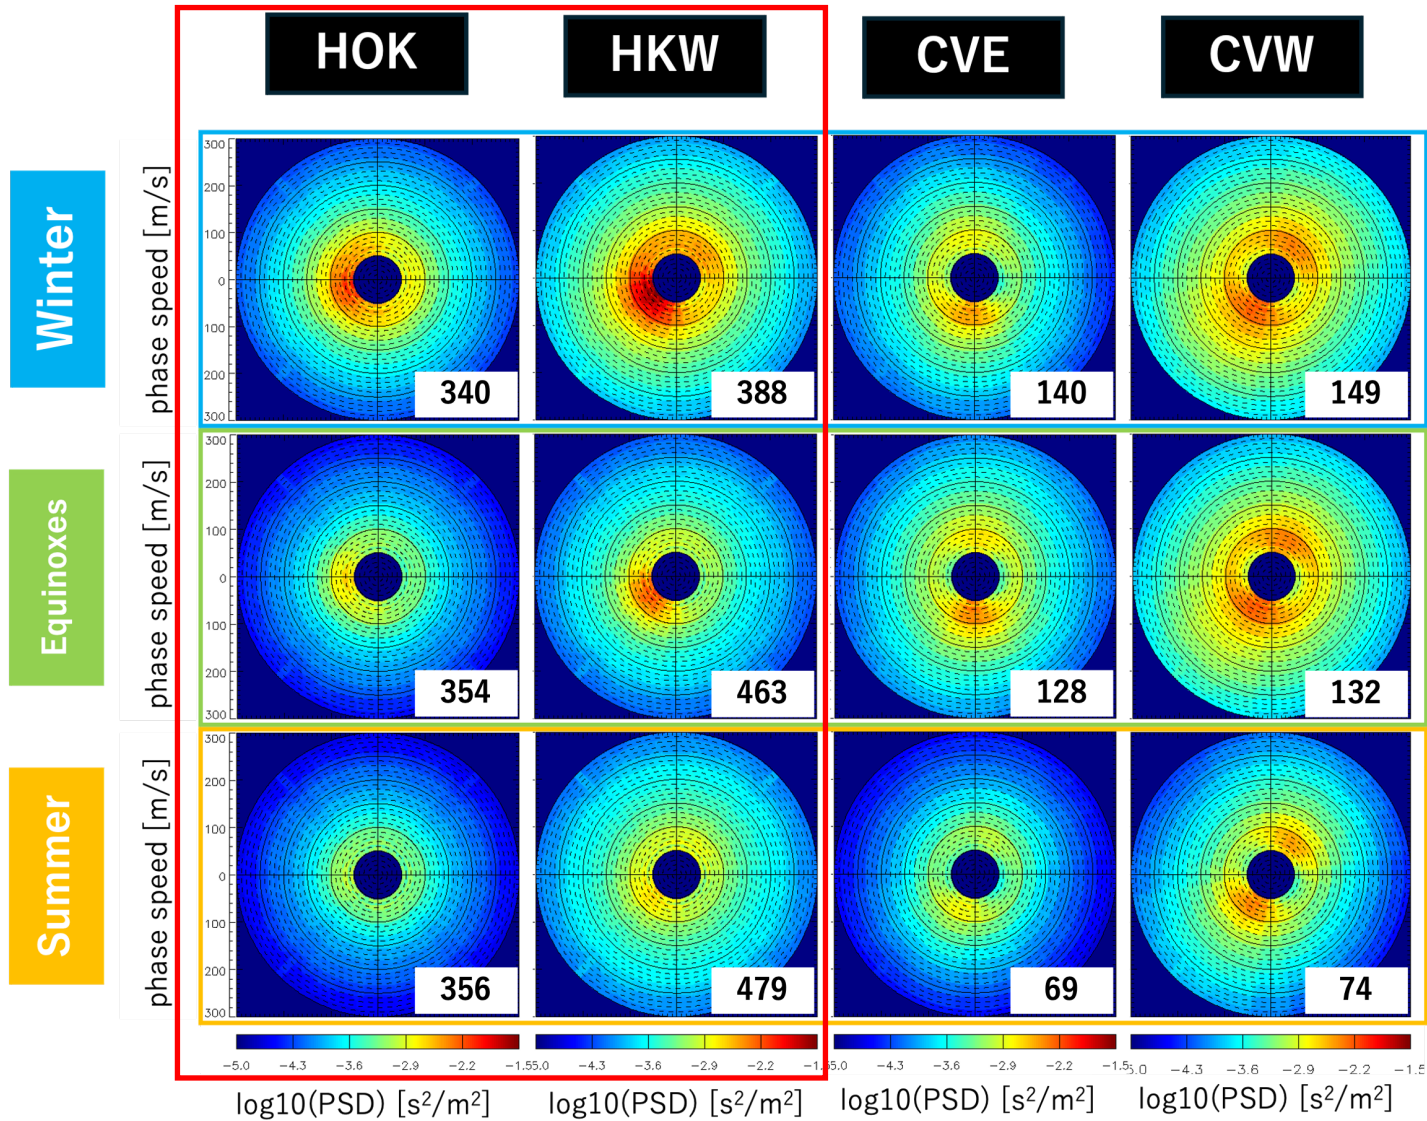 HOK HKW CVE CVW
Winter
phase speed [m/s]
300
200
100
0
100
200
300
340 388 140 149
Equinoxes
phase speed [m/s]
300
200
100
0
100
200
300
354 463 128 132
Summer
phase speed [m/s]
300
200
100
0
100
200
300
356 479 69 74
-5.0 -4.3 -3.6 -2.9 -2.2 -1.5 5.0 -4.3 -3.6 -2.9 -2.2 -1.5 5.0 -4.3 -3.6 -2.9 -2.2 -1.5 5.0 -4.3 -3.6 -2.9 -2.2 -1.5
log10(PSD) [s²/m²] log10(PSD) [s²/m²] log10(PSD) [s²/m²] log10(PSD) [s²/m²]